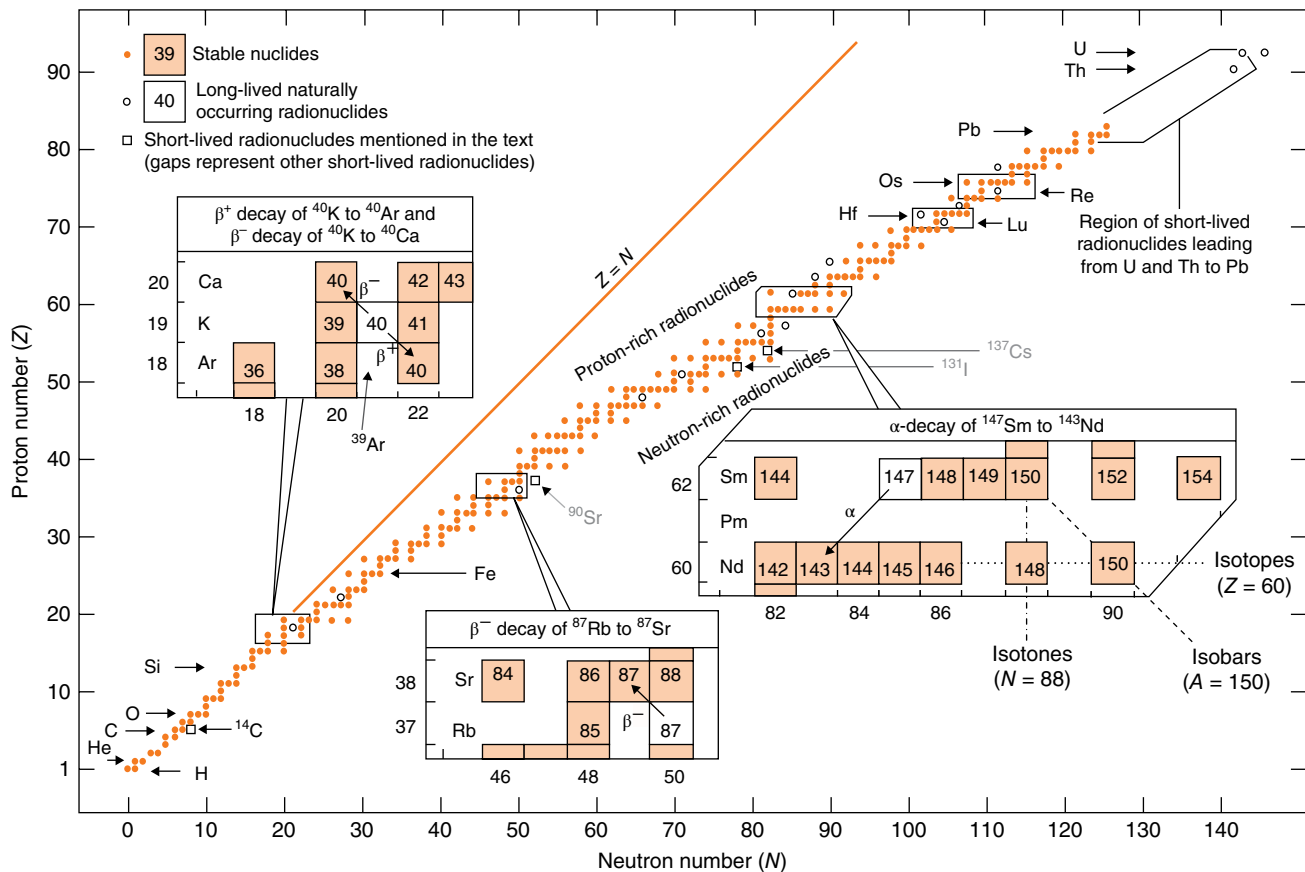 39 Stable nuclides
40 Long-lived naturally
occurring radionuclides
Short-lived radionucludes mentioned in the text
(gaps represent other short-lived radionuclides)
Proton number (Z)
90
80
70
60
50
40
30
20
10
1
0 10 20 30 40 50 60 70 80 90 100 110 120 130 140
Neutron number (N)
U
Th
Pb
Os
Re
Hf
Lu
Region of short-lived
radionuclides leading
from U and Th to Pb
Z = N
Proton-rich radionuclides
Neutron-rich radionuclides
¹³⁷Cs
¹³¹I
⁹⁰Sr
Fe
Si
O
C
¹⁴C
He
H
β⁺ decay of ⁴⁰K to ⁴⁰Ar and
β⁻ decay of ⁴⁰K to ⁴⁰Ca
20 Ca 40 β⁻ 42 43
19 K 39 40 41
18 Ar 36 38 β⁺ 40
18 20 22
³⁹Ar
β⁻ decay of ⁸⁷Rb to ⁸⁷Sr
38 Sr 84 86 87 88
37 Rb 85 β⁻ 87
46 48 50
α-decay of ¹⁴⁷Sm to ¹⁴³Nd
62 Sm 144 147 148 149 150 152 154
Pm α
60 Nd 142 143 144 145 146 148 150
82 84 86 90
Isotopes
(Z = 60)
Isotones
(N = 88)
Isobars
(A = 150)